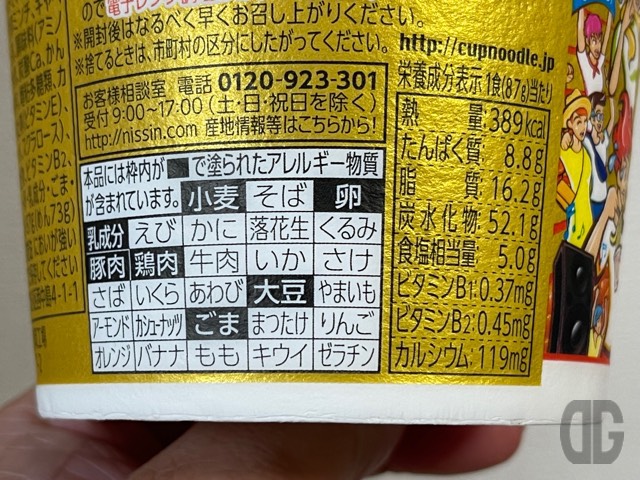 ので 電子レンジ
※開封後はなるべく早くお召し上がりください。
※捨てるときは、市町村の区分にしたがってください。
お客様相談室 電話 0120-923-301
受付 9:00〜17:00(土・日・祝日を除く)
http://nissin.com 産地情報等はこちらから!
本品には枠内が■で塗られたアレルギー物質
が含まれています。 小麦 そば 卵
乳成分 えび かに 落花生 くるみ
豚肉 鶏肉 牛肉 いか さけ
さば いくら あわび 大豆 やまいも
アーモンド カシューナッツ ごま まつたけ りんご
オレンジ バナナ もも キウイ ゼラチン
http://cupnoodle.jp
栄養成分表示 1食(87g)当たり
熱量:389kcal
たんぱく質:8.8g
脂質:16.2g
炭水化物:52.1g
食塩相当量:5.0g
ビタミンB1:0.37mg
ビタミンB2:0.45mg
カルシウム:119mg
DG